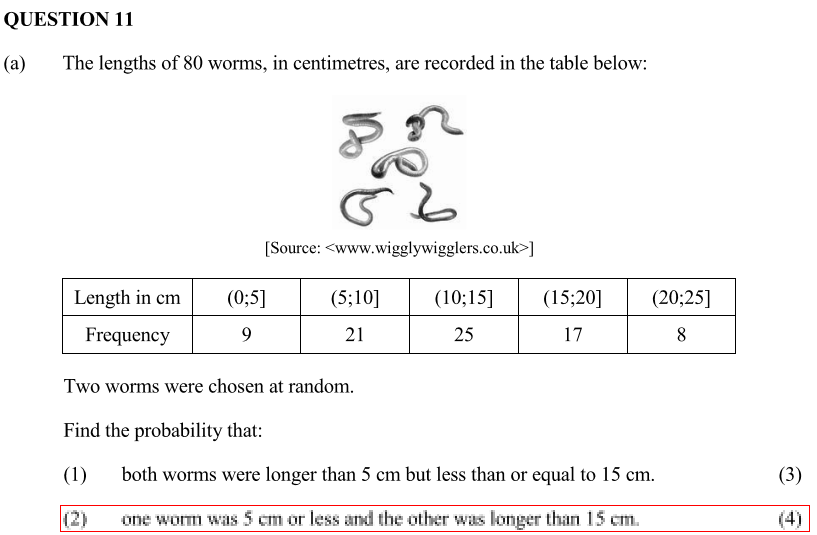 QUESTION 11
(a) The lengths of 80 worms, in centimetres, are recorded in the table below:
[Source: <www.wigglywigglers.co.uk>]
Length in cm (0;5] (5;10] (10;15] (15;20] (20;25]
Frequency 9 21 25 17 8
Two worms were chosen at random.
Find the probability that:
(1) both worms were longer than 5 cm but less than or equal to 15 cm. (3)
(2) one worm was 5 cm or less and the other was longer than 15 cm. (4)